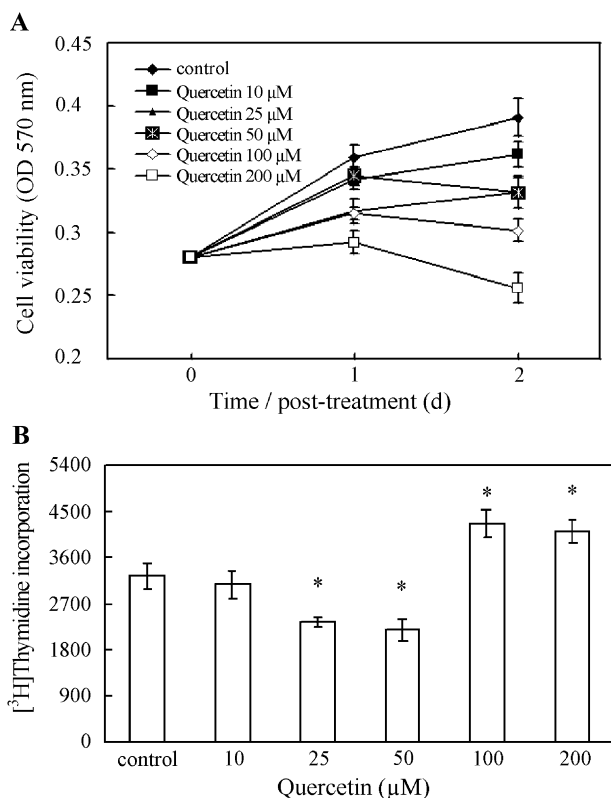 A
0.45
0.4
0.35
0.3
0.25
0.2
Cell viability (OD 570 nm)
control
Quercetin 10 μM
Quercetin 25 μM
Quercetin 50 μM
Quercetin 100 μM
Quercetin 200 μM
0 1 2
Time / post-treatment (d)
B
5400
4500
3600
2700
1800
900
0
[³H]Thymidine incorporation
* * * *
control 10 25 50 100 200
Quercetin (μM)